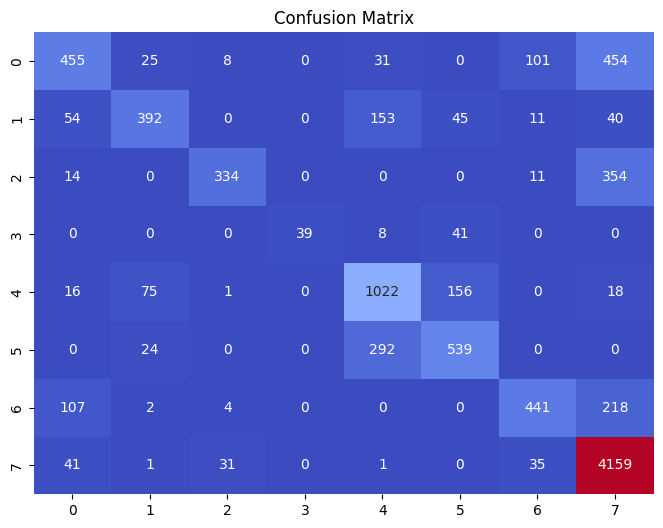 Confusion Matrix
0 455 25 8 0 31 0 101 454
1 54 392 0 0 153 45 11 40
2 14 0 334 0 0 0 11 354
3 0 0 0 39 8 41 0 0
4 16 75 1 0 1022 156 0 18
5 0 24 0 0 292 539 0 0
6 107 2 4 0 0 0 441 218
7 41 1 31 0 1 0 35 4159
0 1 2 3 4 5 6 7